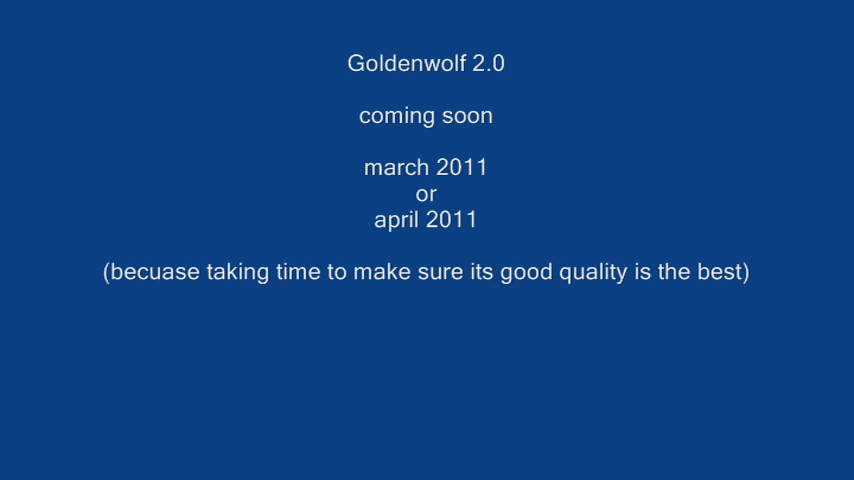 Goldenwolf 2.0
coming soon
march 2011
or
april 2011
(becuase taking time to make sure its good quality is the best)